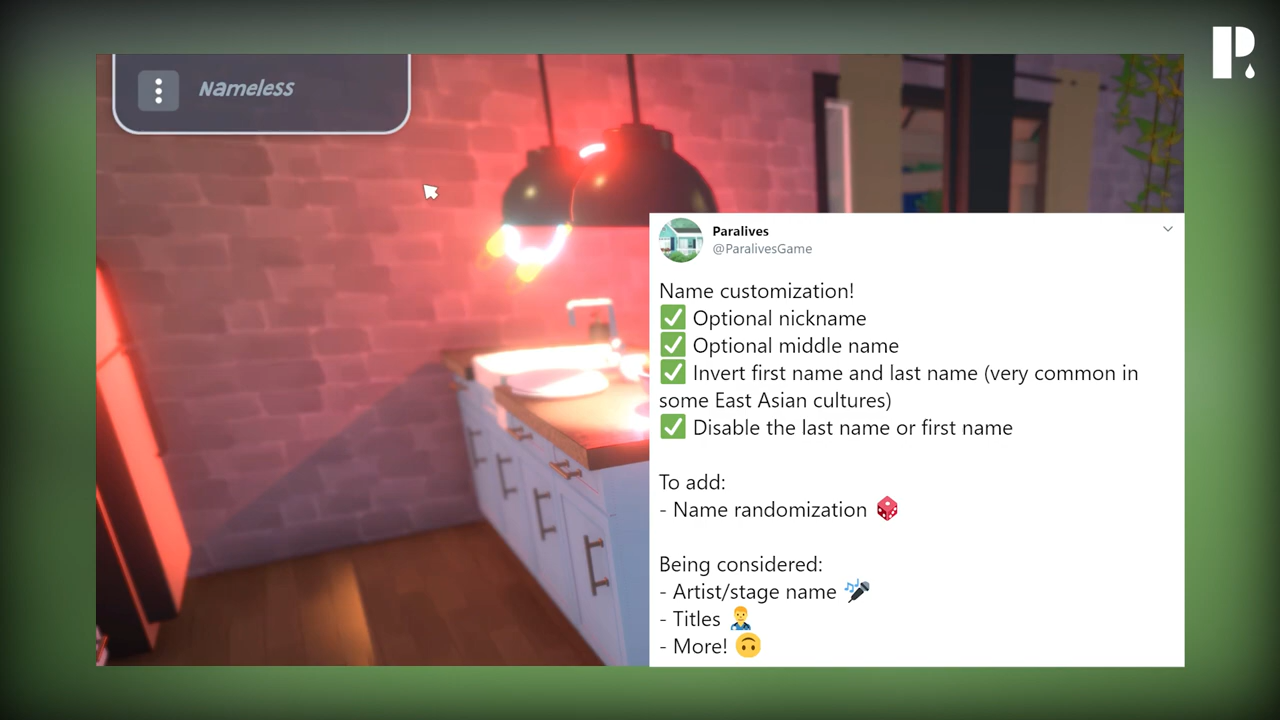 Nameless
P.
Paralives
@ParalivesGame
Name customization!
✅ Optional nickname
✅ Optional middle name
✅ Invert first name and last name (very common in
some East Asian cultures)
✅ Disable the last name or first name
To add:
- Name randomization 🎲
Being considered:
- Artist/stage name 🎤
- Titles 👨‍⚕️
- More! 🙃